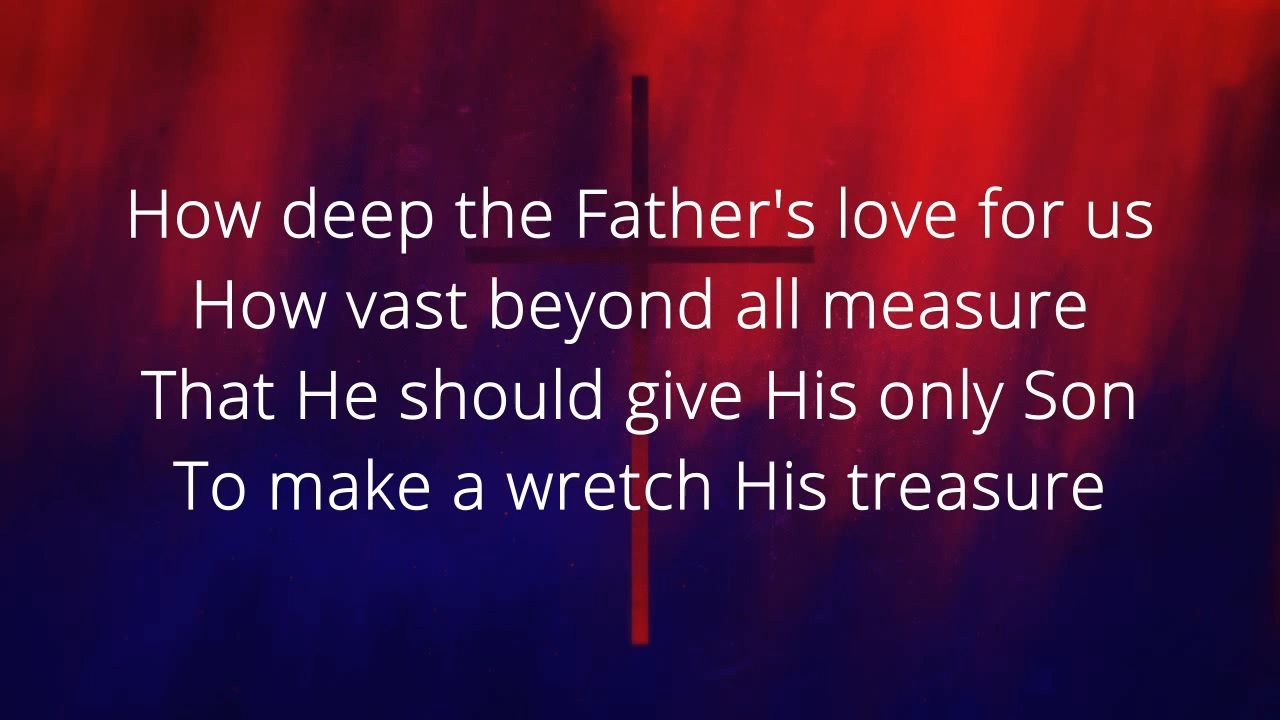 How deep the Father's love for us
How vast beyond all measure
That He should give His only Son
To make a wretch His treasure